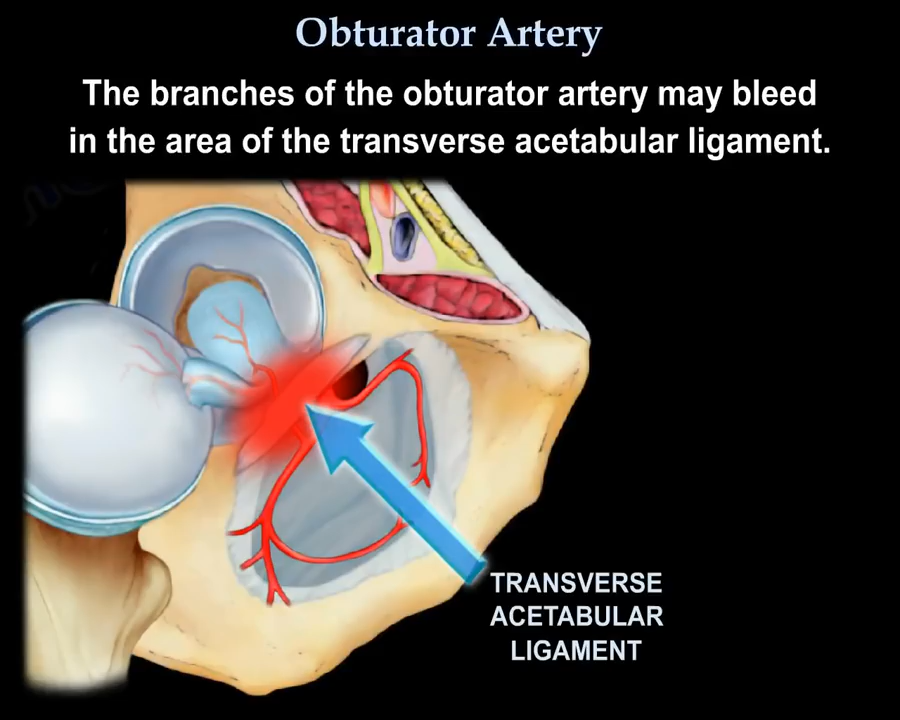 Obturator Artery
The branches of the obturator artery may bleed
in the area of the transverse acetabular ligament.
TRANSVERSE
ACETABULAR
LIGAMENT